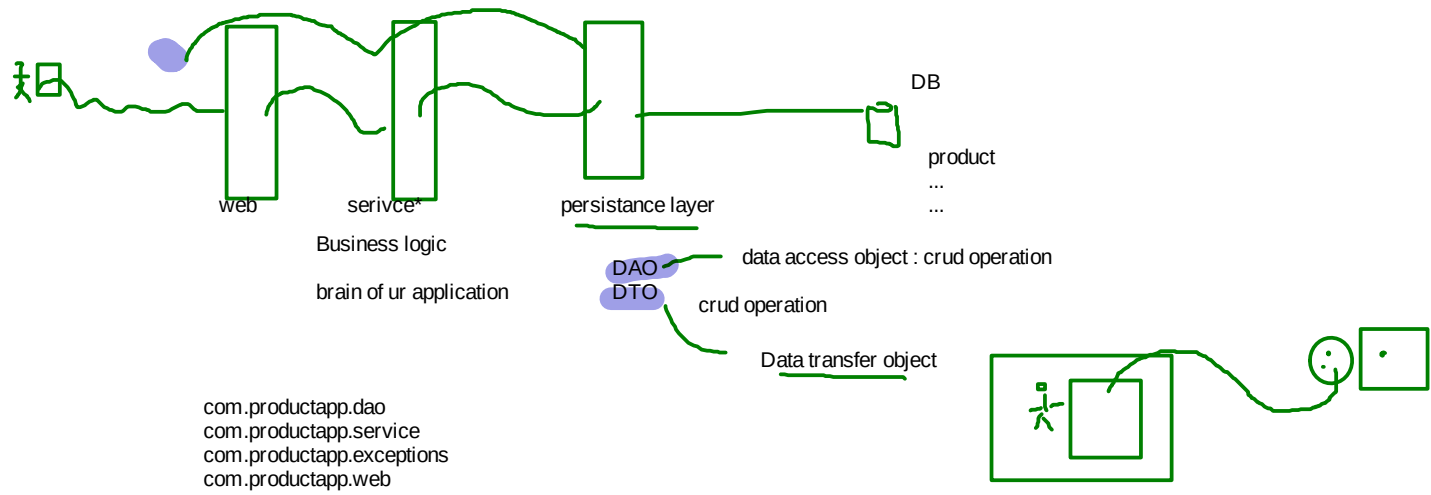 DB
product
...
...
web
serivce*
persistance layer
Business logic
brain of ur application
DAO
data access object : crud operation
DTO
crud operation
Data transfer object
com.productapp.dao
com.productapp.service
com.productapp.exceptions
com.productapp.web